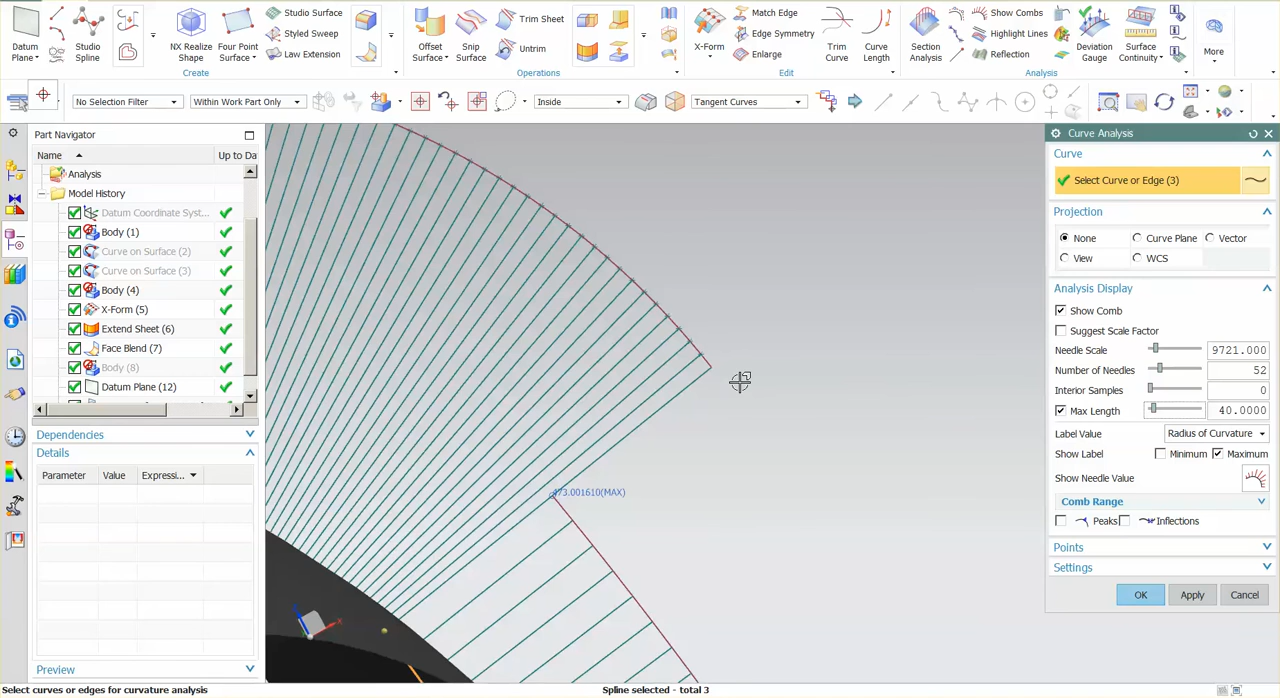 Datum Plane
Studio Spline
NX Realize Shape
Four Point Surface
Studio Surface
Styled Sweep
Law Extension
Create
Offset Surface
Snip Surface
Trim Sheet
Untrim
Operations
X-Form
Match Edge
Edge Symmetry
Enlarge
Trim Curve
Curve Length
Edit
Section Analysis
Show Combs
Highlight Lines
Reflection
Deviation Gauge
Surface Continuity
Analysis
More
No Selection Filter
Within Work Part Only
Inside
Tangent Curves
Part Navigator
Name
Up to Da
Analysis
Model History
Datum Coordinate Syst...
Body (1)
Curve on Surface (2)
Curve on Surface (3)
Body (4)
X-Form (5)
Extend Sheet (6)
Face Blend (7)
Body (8)
Datum Plane (12)
Dependencies
Details
Parameter Value Expressi...
Preview
473.001610(MAX)
Curve Analysis
Curve
Select Curve or Edge (3)
Projection
None Curve Plane Vector
View WCS
Analysis Display
Show Comb
Suggest Scale Factor
Needle Scale 9721.000
Number of Needles 52
Interior Samples 0
Max Length 40.0000
Label Value Radius of Curvature
Show Label Minimum Maximum
Show Needle Value
Comb Range
Peaks Inflections
Points
Settings
OK Apply Cancel
Select curves or edges for curvature analysis
Spline selected - total 3